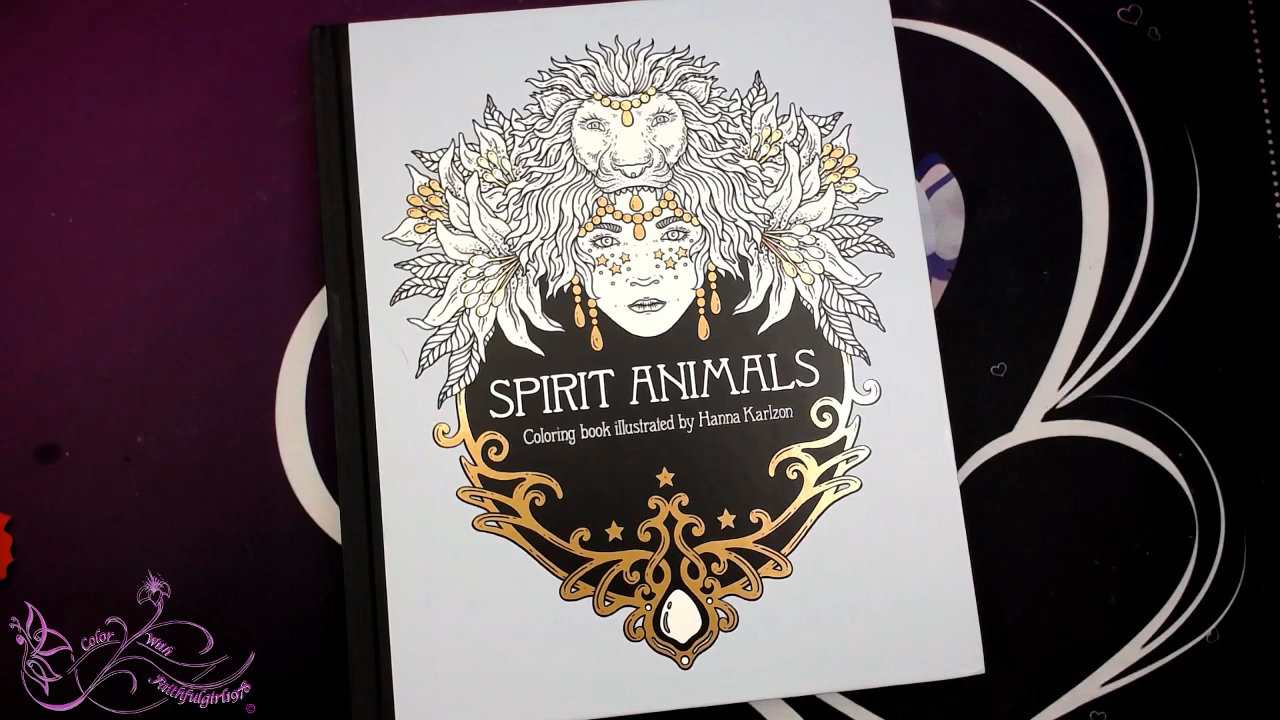 SPIRIT ANIMALS
Coloring book illustrated by Hanna Karlzon
Color With
Faithfulgirl1978
©